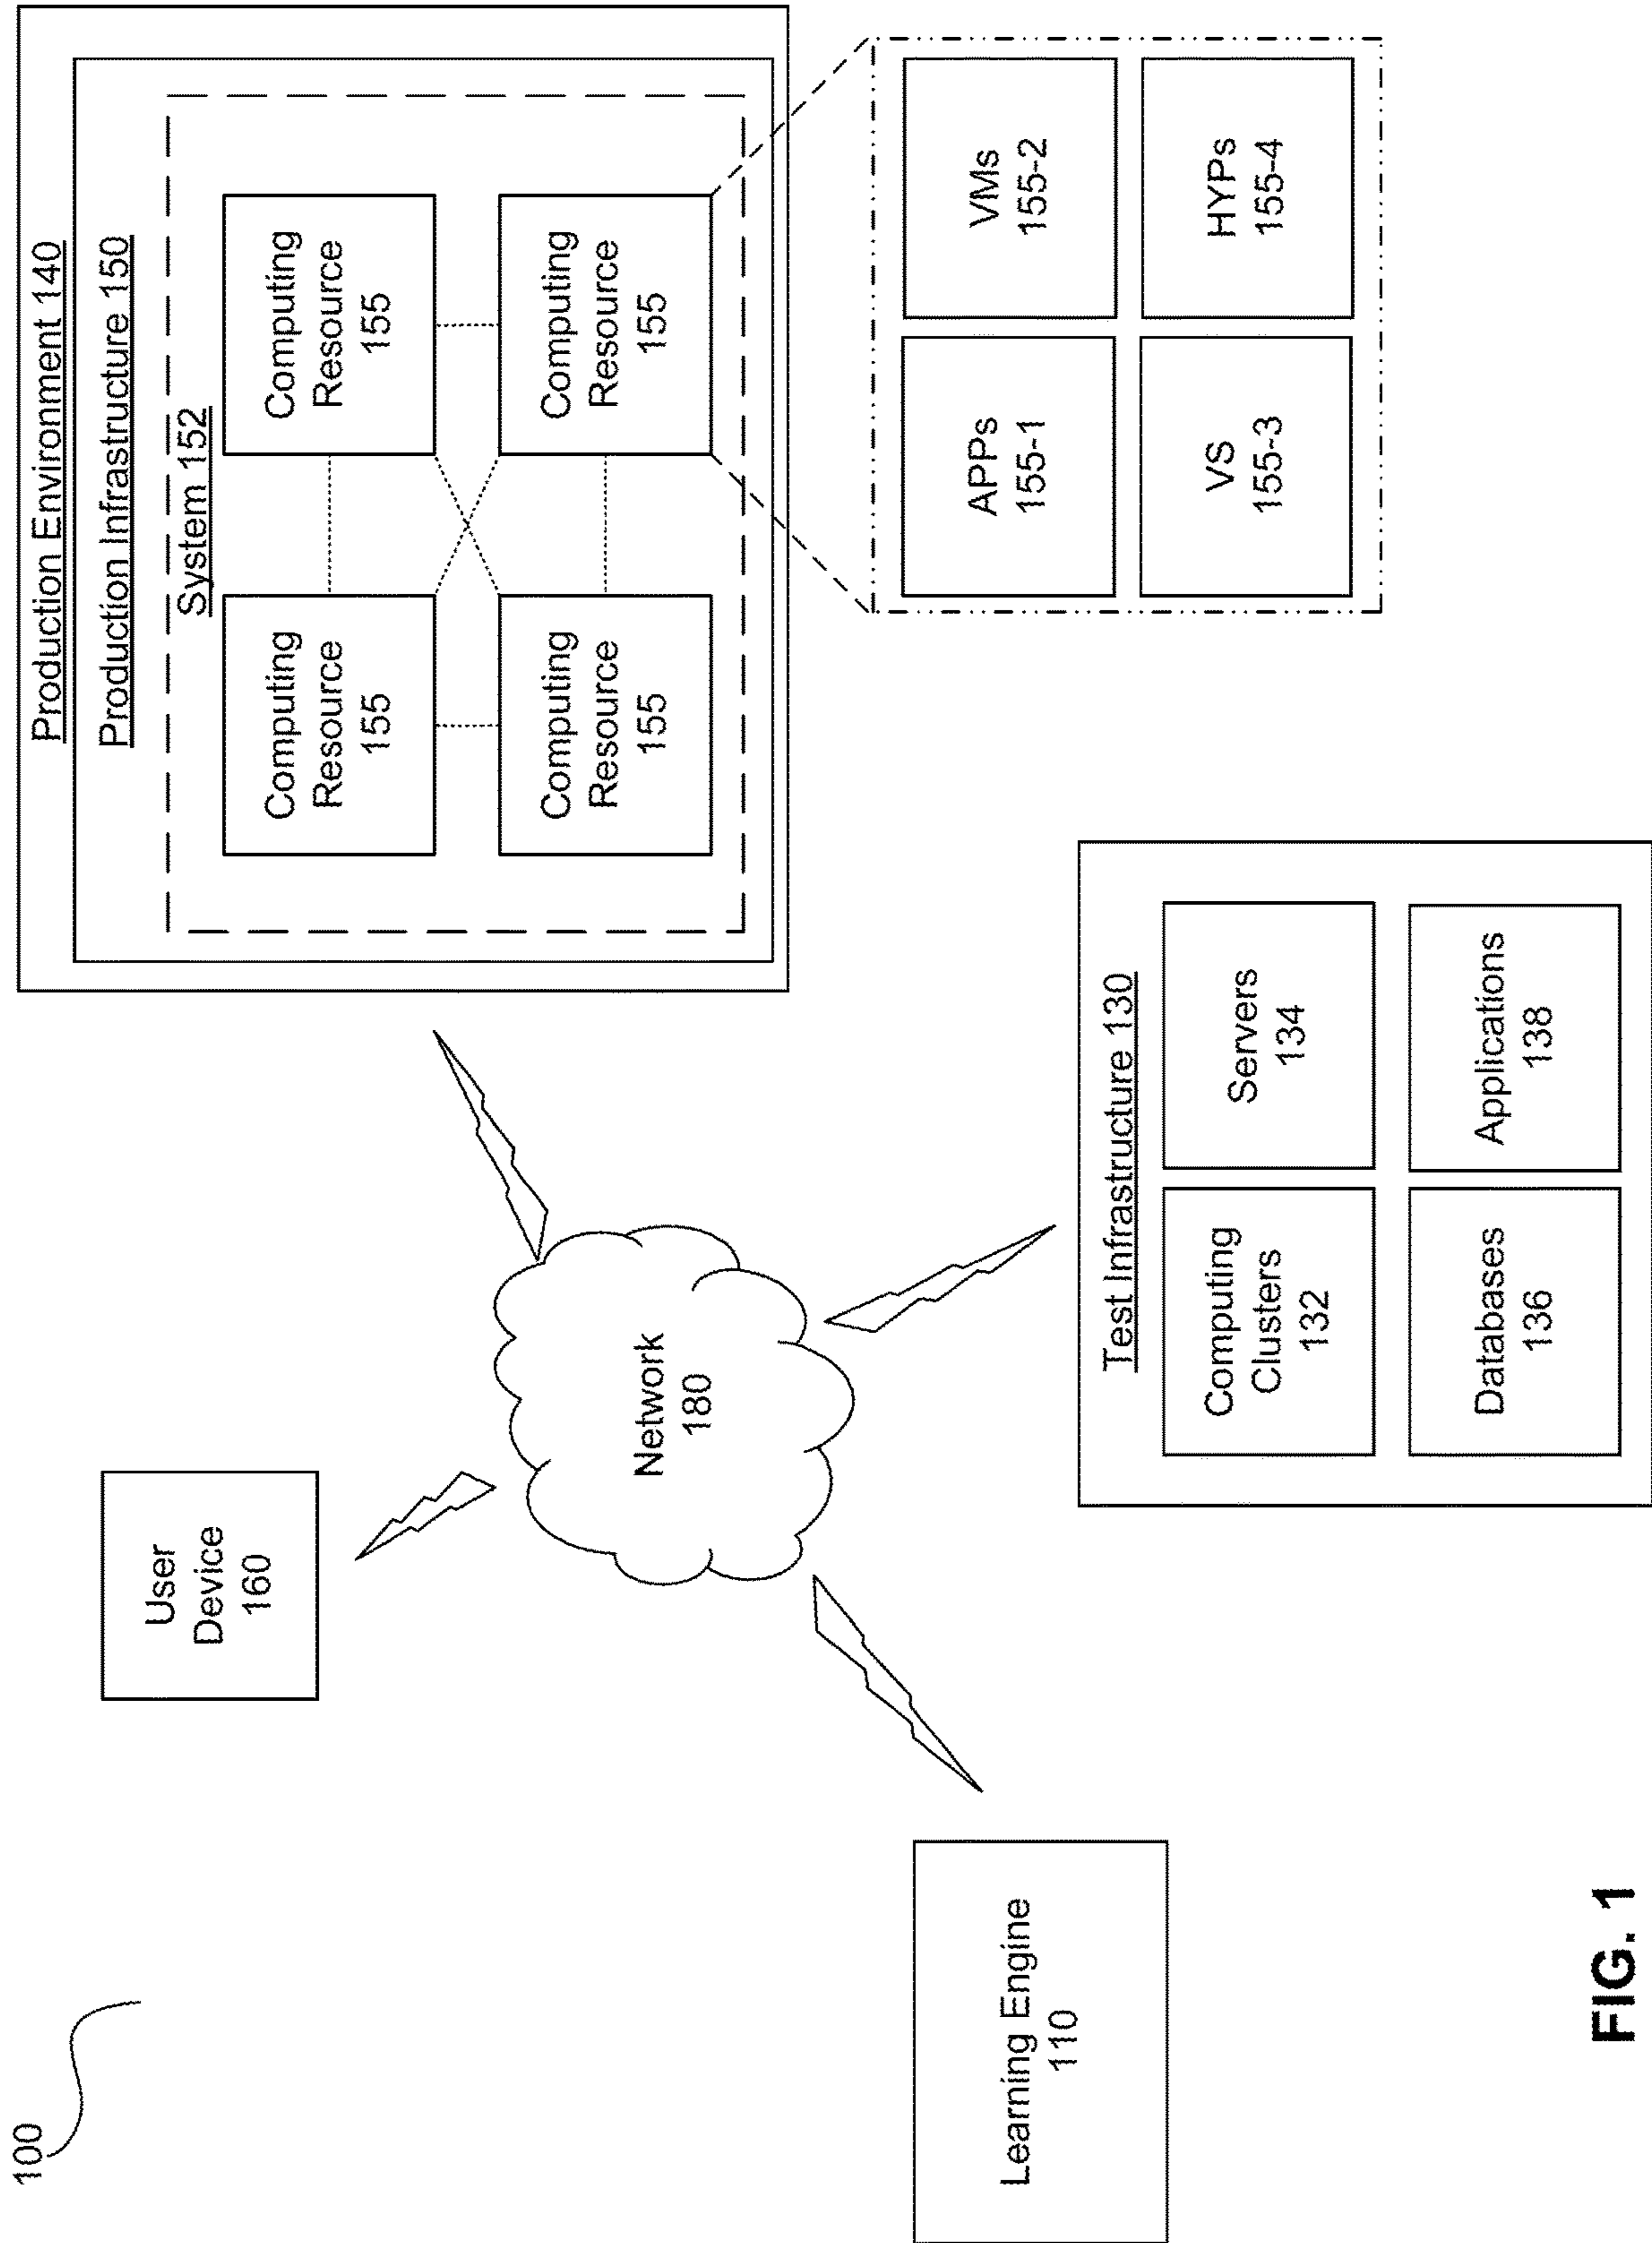 100
Production Environment 140
Production Infrastructure 150
System 152
Computing
Resource
155
Computing
Resource
155
Computing
Resource
155
Computing
Resource
155
APPs
155-1
VMs
155-2
VS
155-3
HYPs
155-4
User
Device
160
Network
180
Learning Engine
110
Test Infrastructure 130
Computing
Clusters
132
Servers
134
Databases
136
Applications
138
FIG. 1